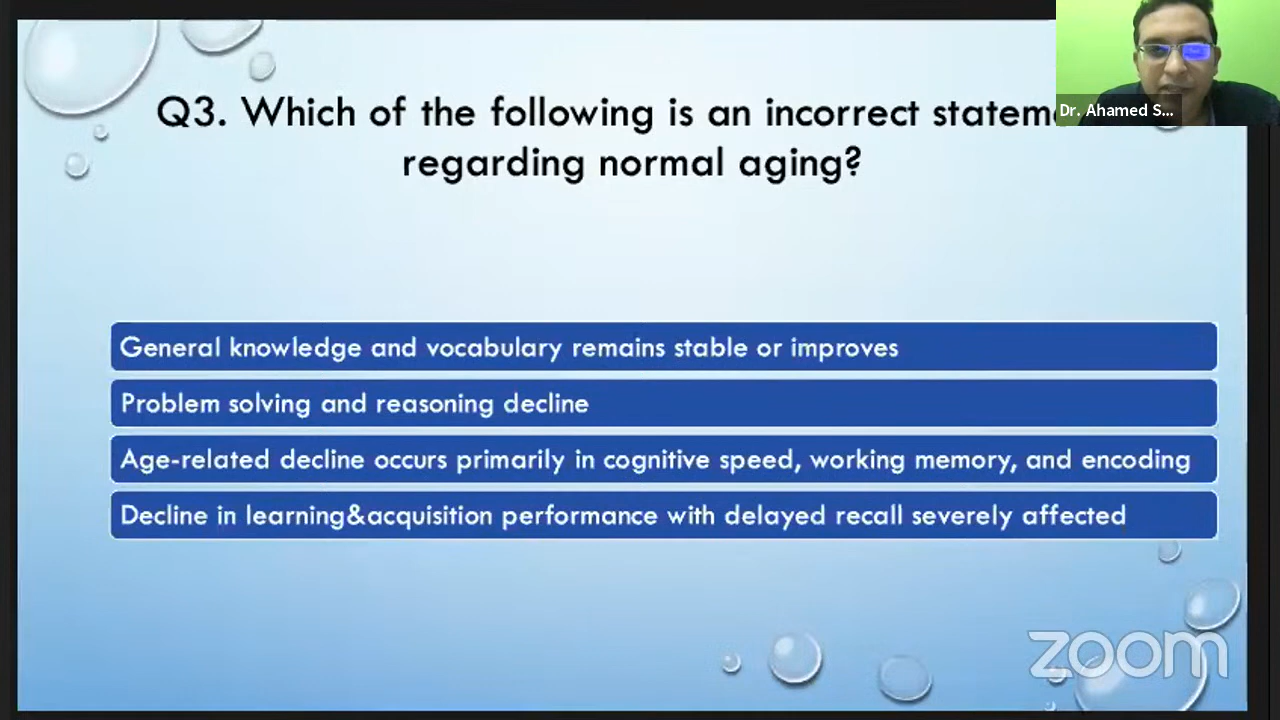 Q3. Which of the following is an incorrect
regarding normal aging?
General knowledge and vocabulary remains stable or improves
Problem solving and reasoning decline
Age-related decline occurs primarily in cognitive speed, working memory, and encoding
Decline in learning&acquisition performance with delayed recall severely affected
Dr. Ahamed S...
zoom